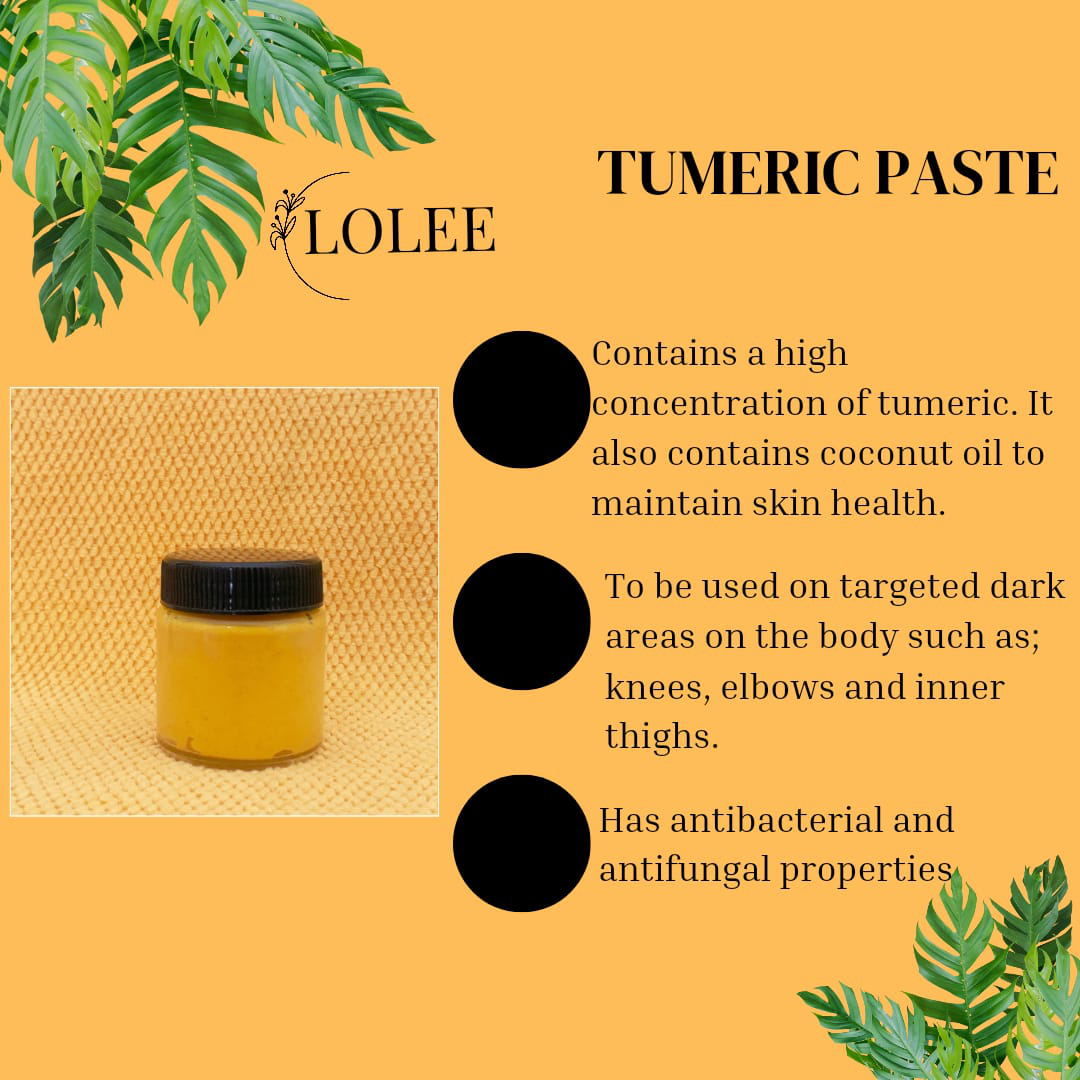 LOLEE
TUMERIC PASTE
Contains a high
concentration of tumeric. It
also contains coconut oil to
maintain skin health.
To be used on targeted dark
areas on the body such as;
knees, elbows and inner
thighs.
Has antibacterial and
antifungal properties